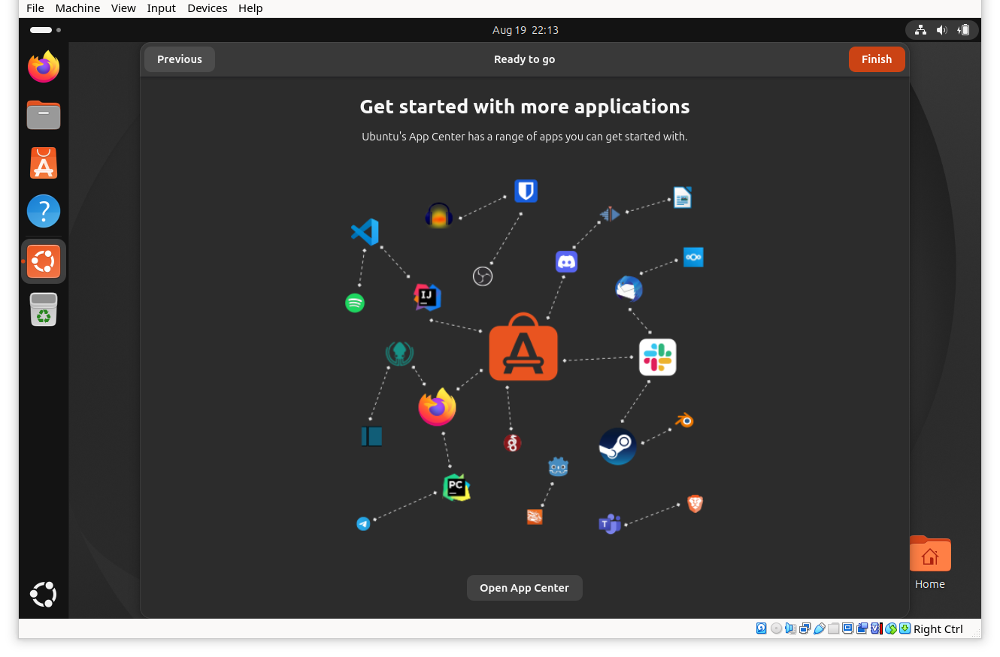 File Machine View Input Devices Help
Aug 19 22:13
Previous Ready to go Finish
Get started with more applications
Ubuntu's App Center has a range of apps you can get started with.
IJ
PC
T
Home
Open App Center
Right Ctrl